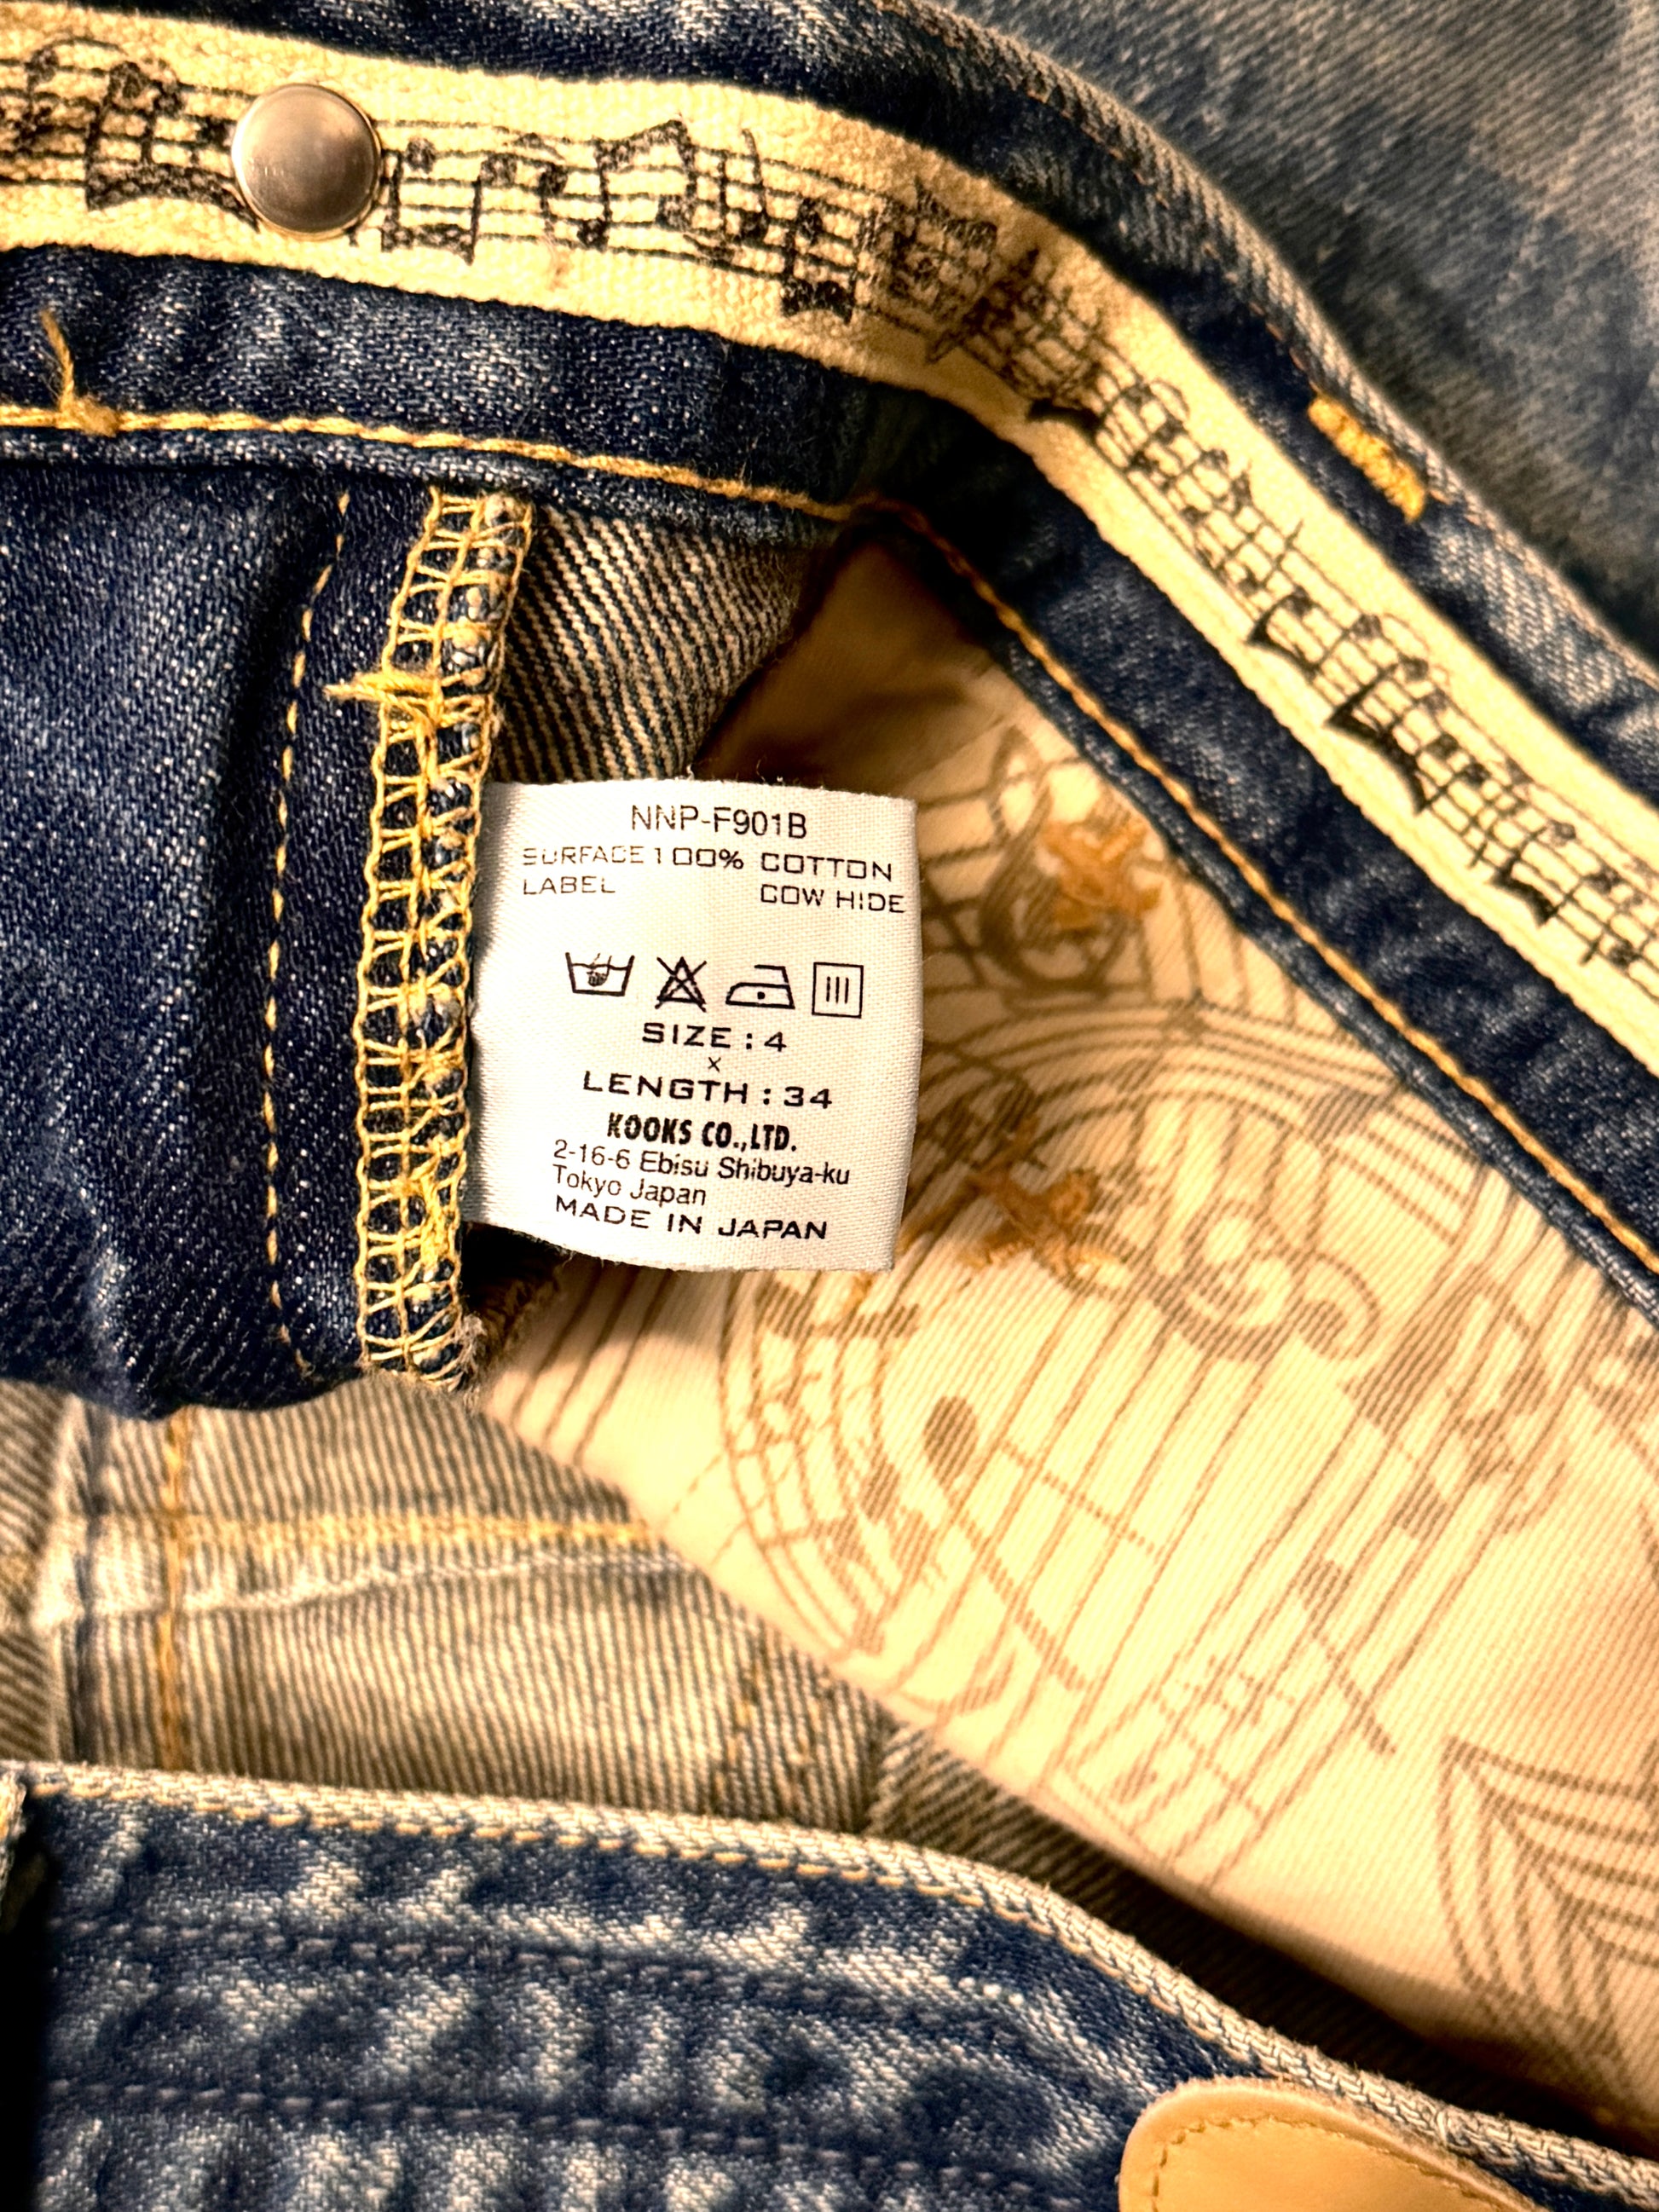 NNP-F901B
SURFACE 100% COTTON
LABEL COW HIDE
SIZE : 4
x
LENGTH : 34
KOOKS CO.,LTD.
2-16-6 Ebisu Shibuya-ku
Tokyo Japan
MADE IN JAPAN